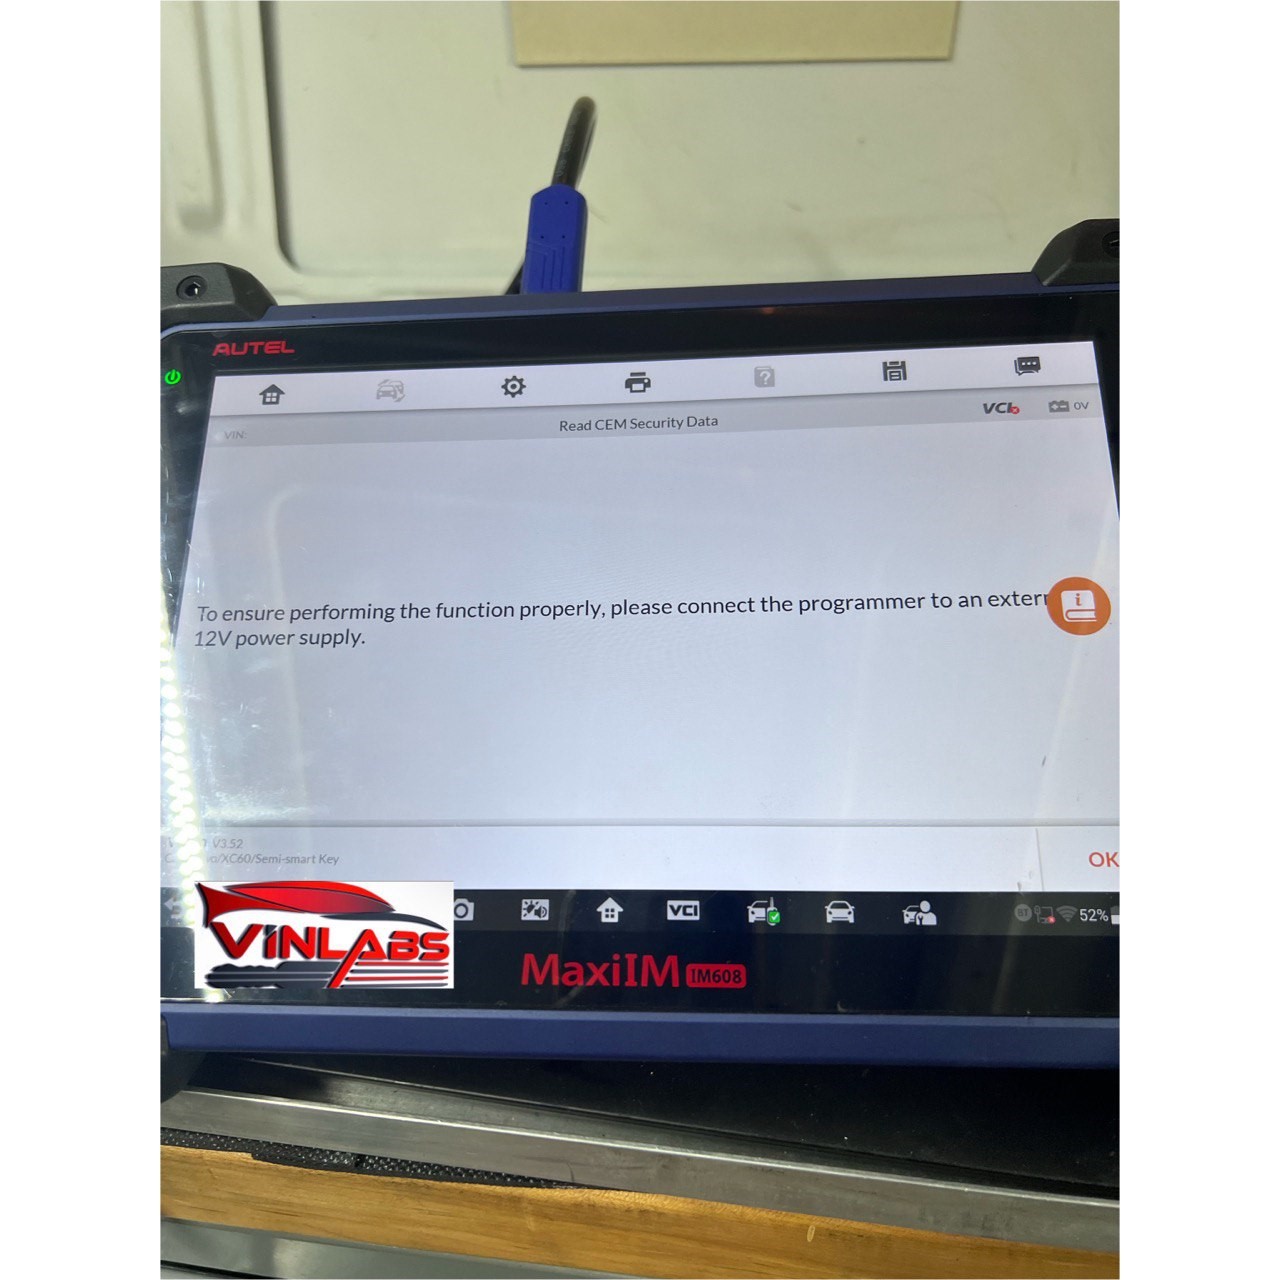 AUTEL
VCI
0V
VIN:
Read CEM Security Data
To ensure performing the function properly, please connect the programmer to an extern
12V power supply.
V3.52
/XC60/Semi-smart Key
OK
VCI
BT
52%
VINLABS
MaxiIM IM608